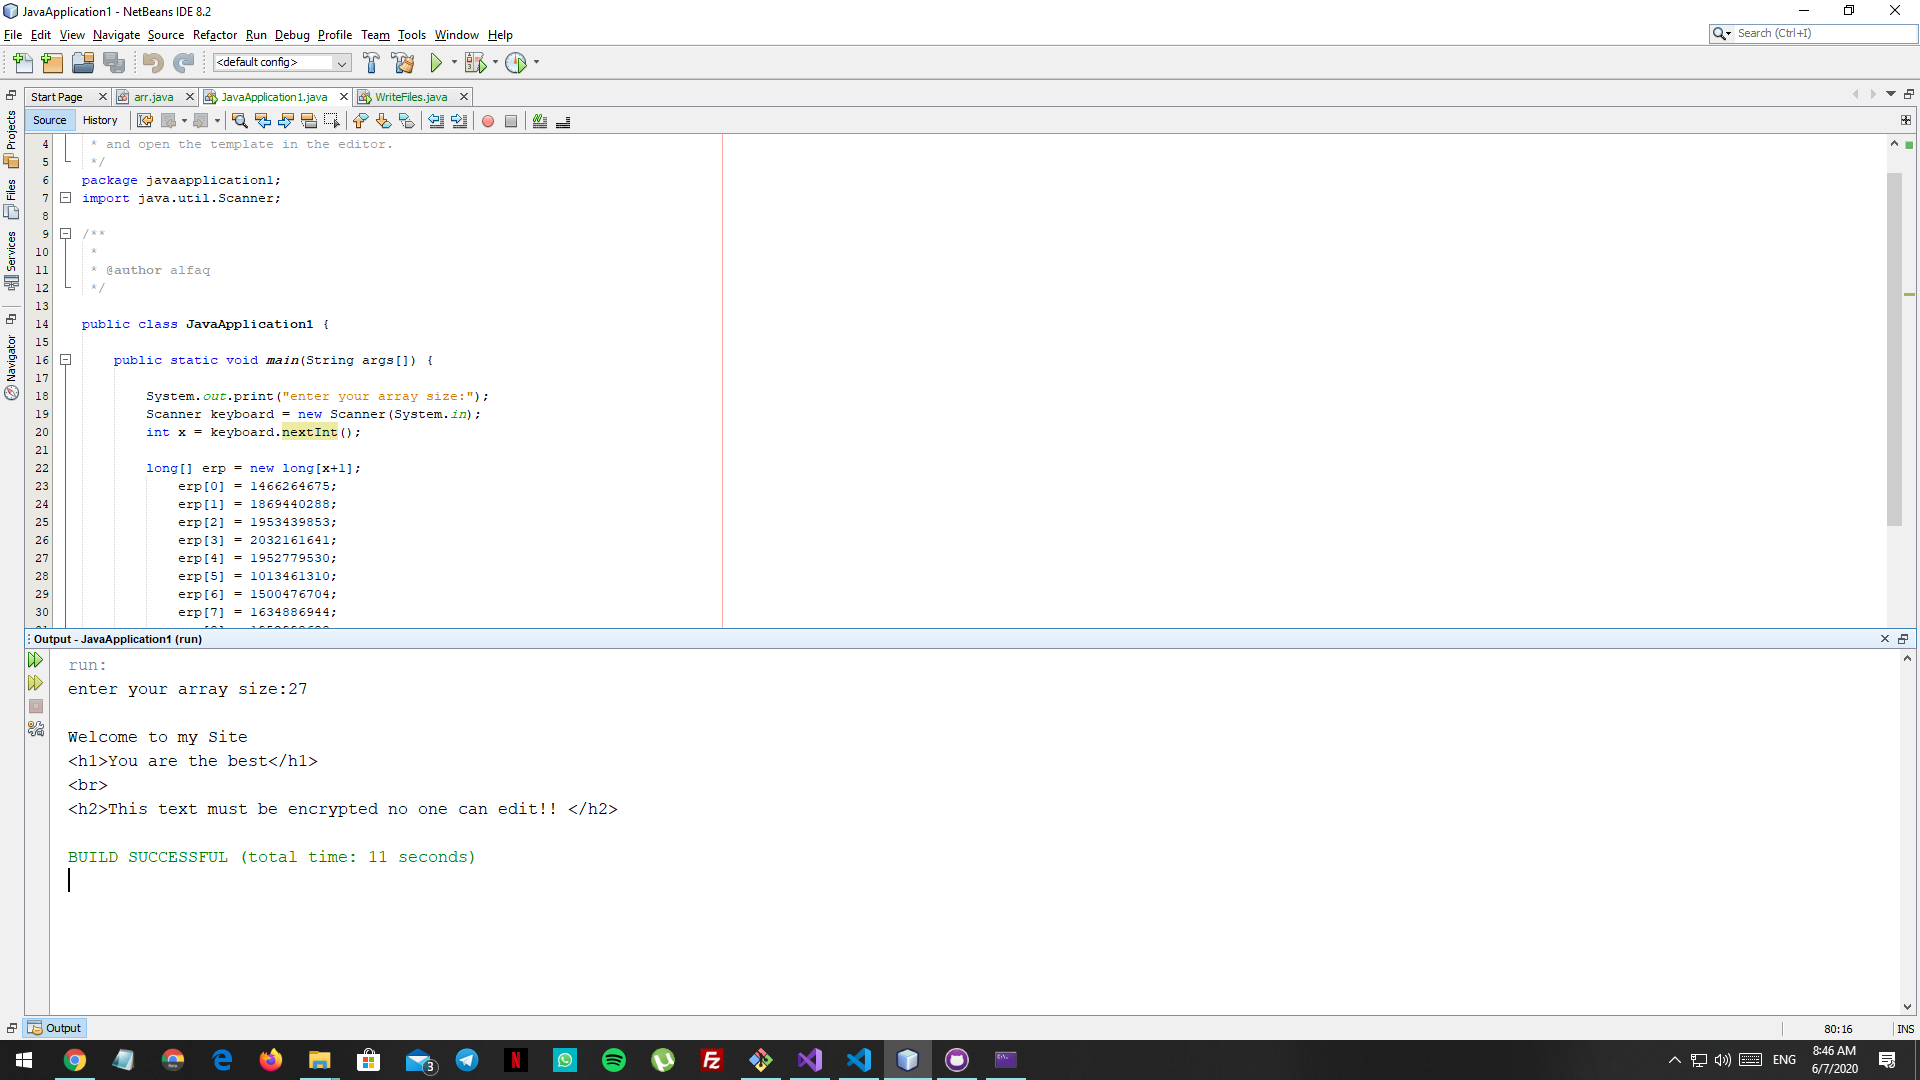 JavaApplication1 - NetBeans IDE 8.2
File Edit View Navigate Source Refactor Run Debug Profile Team Tools Window Help
Search (Ctrl+I)
<default config>
Start Page arr.java JavaApplication1.java WriteFiles.java
Source History
Projects
Files
Services
Navigator
4 * and open the template in the editor.
5 */
6 package javaapplication1;
7 import java.util.Scanner;
8
9 /**
10 *
11 * @author alfaq
12 */
13
14 public class JavaApplication1 {
15
16 public static void main(String args[]) {
17
18 System.out.print("enter your array size:");
19 Scanner keyboard = new Scanner(System.in);
20 int x = keyboard.nextInt();
21
22 long[] erp = new long[x+1];
23 erp[0] = 1466264675;
24 erp[1] = 1869440288;
25 erp[2] = 1953439853;
26 erp[3] = 2032161641;
27 erp[4] = 1952779530;
28 erp[5] = 1013461310;
29 erp[6] = 1500476704;
30 erp[7] = 1634886944;
Output - JavaApplication1 (run)
run:
enter your array size:27
Welcome to my Site
<h1>You are the best</h1>
<br>
<h2>This text must be encrypted no one can edit!! </h2>
BUILD SUCCESSFUL (total time: 11 seconds)
Output
80:16 INS
3
ENG
8:46 AM
6/7/2020